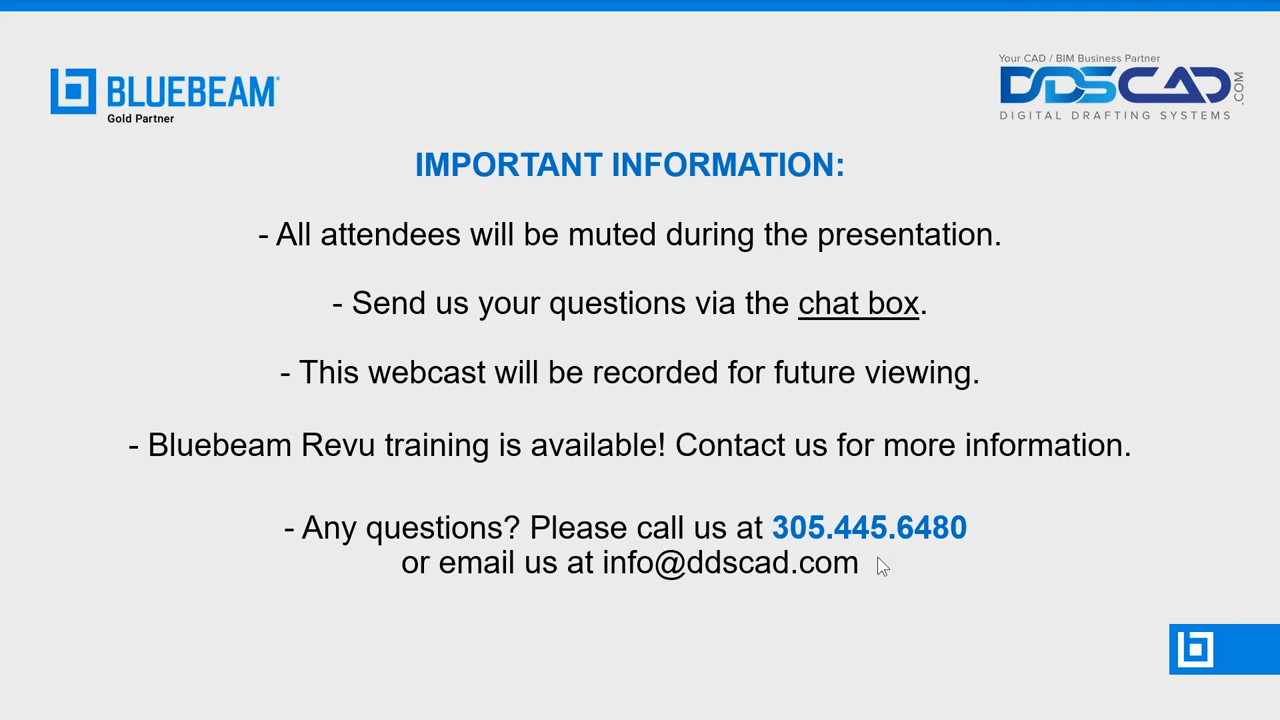 BLUEBEAM
Gold Partner
Your CAD / BIM Business Partner
DDSCAD
.COM
DIGITAL DRAFTING SYSTEMS
IMPORTANT INFORMATION:
- All attendees will be muted during the presentation.
- Send us your questions via the chat box.
- This webcast will be recorded for future viewing.
- Bluebeam Revu training is available! Contact us for more information.
- Any questions? Please call us at 305.445.6480
or email us at info@ddscad.com